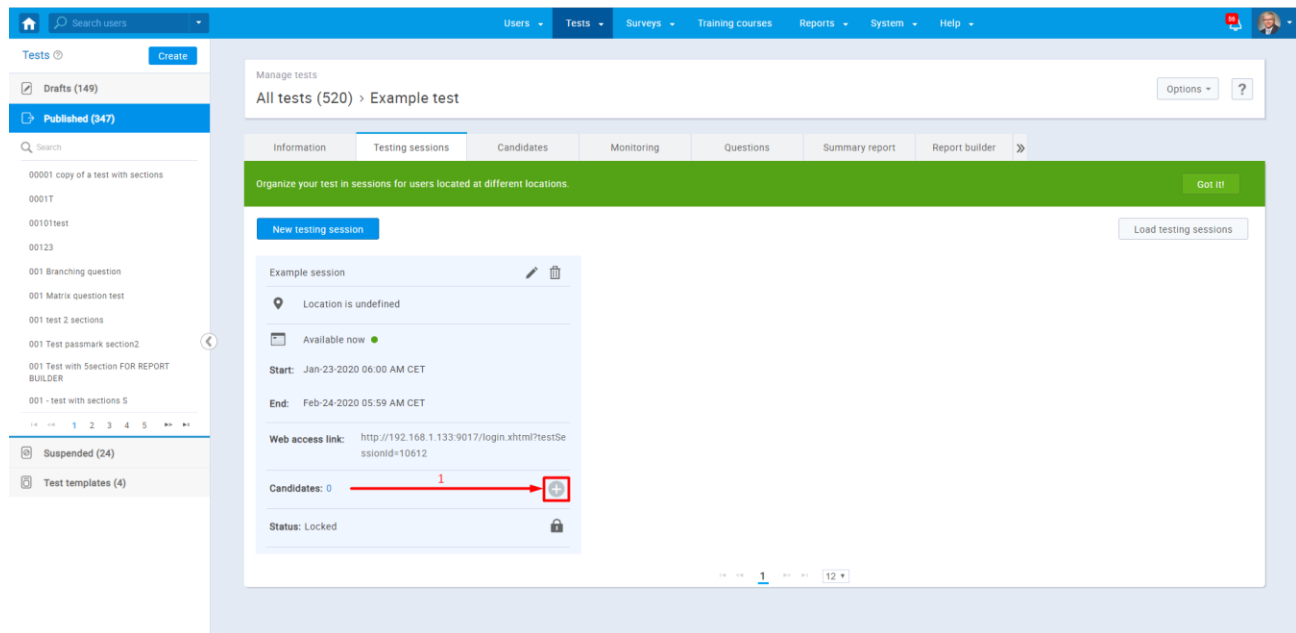 Search users
Users
Tests
Surveys
Training courses
Reports
System
Help
Tests
Create
Drafts (149)
Published (347)
Search
00001 copy of a test with sections
0001T
00101test
00123
001 Branching question
001 Matrix question test
001 test 2 sections
001 Test passmark section2
001 Test with 5section FOR REPORT
BUILDER
001 - test with sections S
1 2 3 4 5
Suspended (24)
Test templates (4)
Manage tests
All tests (520) > Example test
Options
?
Information
Testing sessions
Candidates
Monitoring
Questions
Summary report
Report builder
Organize your test in sessions for users located at different locations.
Got it!
New testing session
Load testing sessions
Example session
Location is undefined
Available now
Start: Jan-23-2020 06:00 AM CET
End: Feb-24-2020 05:59 AM CET
Web access link: http://192.168.1.133:9017/login.xhtml?testSe
ssionId=10612
Candidates: 0
1
Status: Locked
1
12